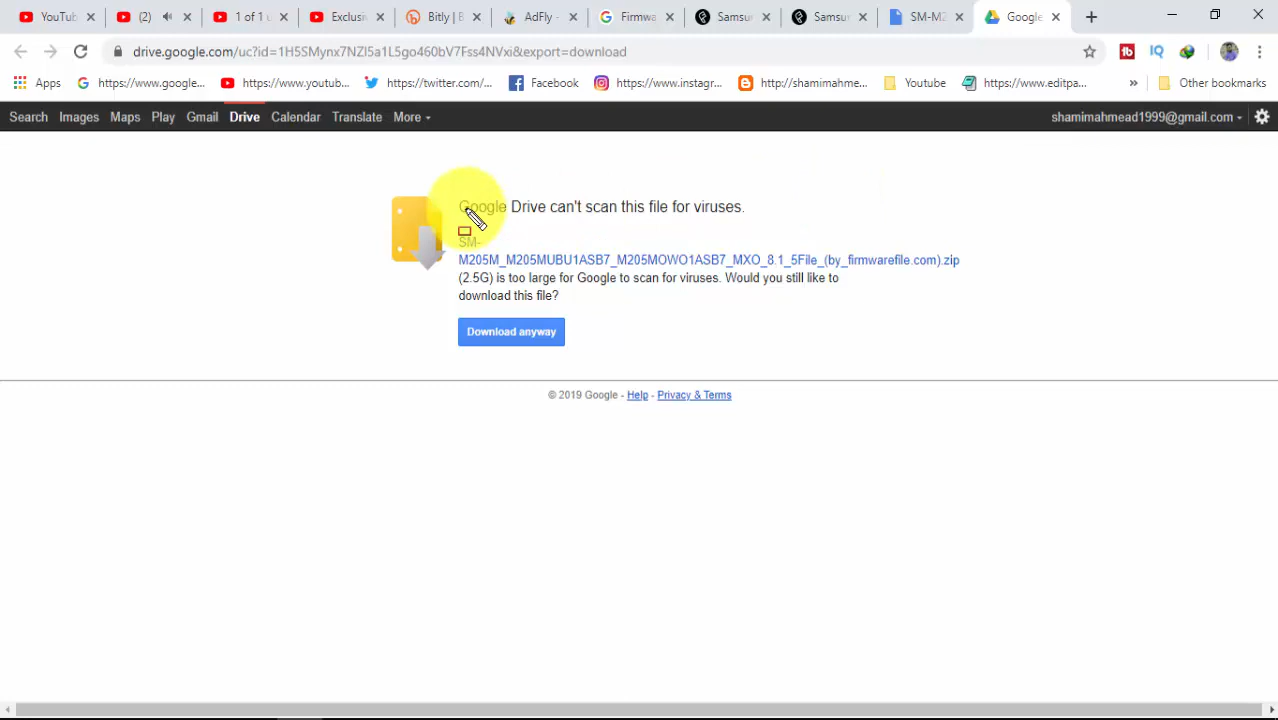 YouTub
(2)
1 of 1 u
Exclusiv
Bitly | B
AdFly -
Firmwa
Samsur
Samsur
SM-M2
Google
drive.google.com/uc?id=1H5SMynx7NZl5a1L5go460bV7Fss4NVxi&export=download
Apps
https://www.google...
https://www.youtub...
https://twitter.com/...
Facebook
https://www.instagr...
http://shamimahme...
Youtube
https://www.editpa...
»
Other bookmarks
Search Images Maps Play Gmail Drive Calendar Translate More
shamimahmead1999@gmail.com
Google Drive can't scan this file for viruses.
SM-
M205M_M205MUBU1ASB7_M205MOWO1ASB7_MXO_8.1_5File_(by_firmwarefile.com).zip
(2.5G) is too large for Google to scan for viruses. Would you still like to
download this file?
Download anyway
© 2019 Google - Help - Privacy & Terms